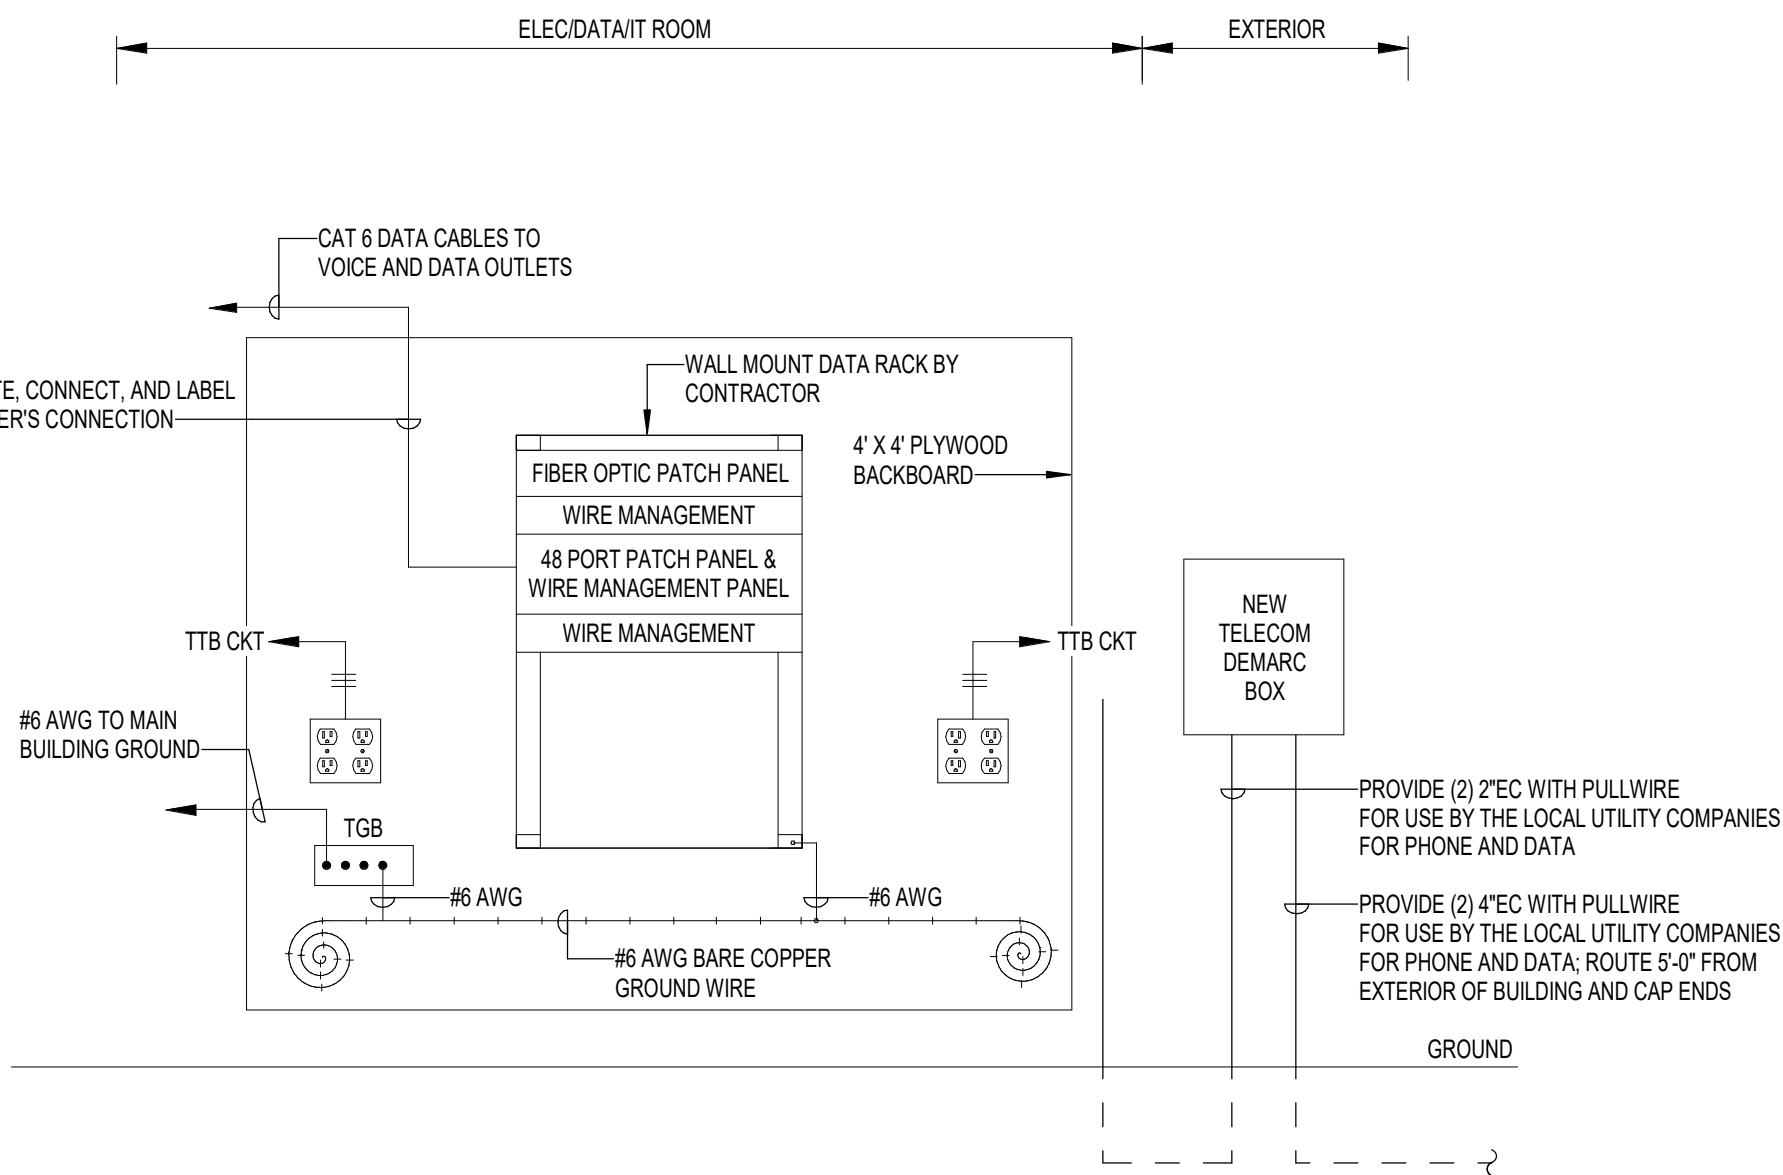 ELEC/DATA/IT ROOM
EXTERIOR
CAT 6 DATA CABLES TO
VOICE AND DATA OUTLETS
CONNECT, AND LABEL
CONNECTION
WALL MOUNT DATA RACK BY
CONTRACTOR
4' X 4' PLYWOOD
BACKBOARD
FIBER OPTIC PATCH PANEL
WIRE MANAGEMENT
48 PORT PATCH PANEL &
WIRE MANAGEMENT PANEL
WIRE MANAGEMENT
TTB CKT
TTB CKT
NEW
TELECOM
DEMARC
BOX
#6 AWG TO MAIN
BUILDING GROUND
TGB
#6 AWG
#6 AWG
#6 AWG BARE COPPER
GROUND WIRE
PROVIDE (2) 2"EC WITH PULLWIRE
FOR USE BY THE LOCAL UTILITY COMPANIES
FOR PHONE AND DATA
PROVIDE (2) 4"EC WITH PULLWIRE
FOR USE BY THE LOCAL UTILITY COMPANIES
FOR PHONE AND DATA; ROUTE 5'-0" FROM
EXTERIOR OF BUILDING AND CAP ENDS
GROUND